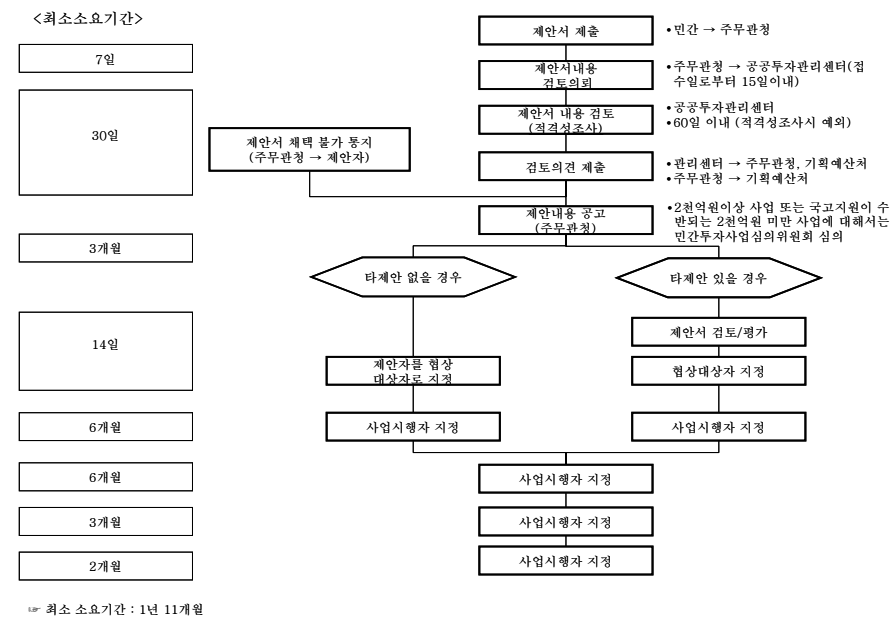 <최소소요기간>
7일
30일
3개월
14일
6개월
6개월
3개월
2개월
☞ 최소 소요기간 : 1년 11개월
제안서 제출
•민간 → 주무관청
제안서내용
검토의뢰
•주무관청 → 공공투자관리센터(접
수일로부터 15일이내)
제안서 내용 검토
(적격성조사)
•공공투자관리센터
•60일 이내 (적격성조사시 예외)
제안서 채택 불가 통지
(주무관청 → 제안자)
검토의견 제출
•관리센터 → 주무관청, 기획예산처
•주무관청 → 기획예산처
제안내용 공고
(주무관청)
•2천억원이상 사업 또는 국고지원이 수
반되는 2천억원 미만 사업에 대해서는
민간투자사업심의위원회 심의
타제안 없을 경우
타제안 있을 경우
제안서 검토/평가
제안자를 협상
대상자로 지정
협상대상자 지정
사업시행자 지정
사업시행자 지정
사업시행자 지정
사업시행자 지정
사업시행자 지정